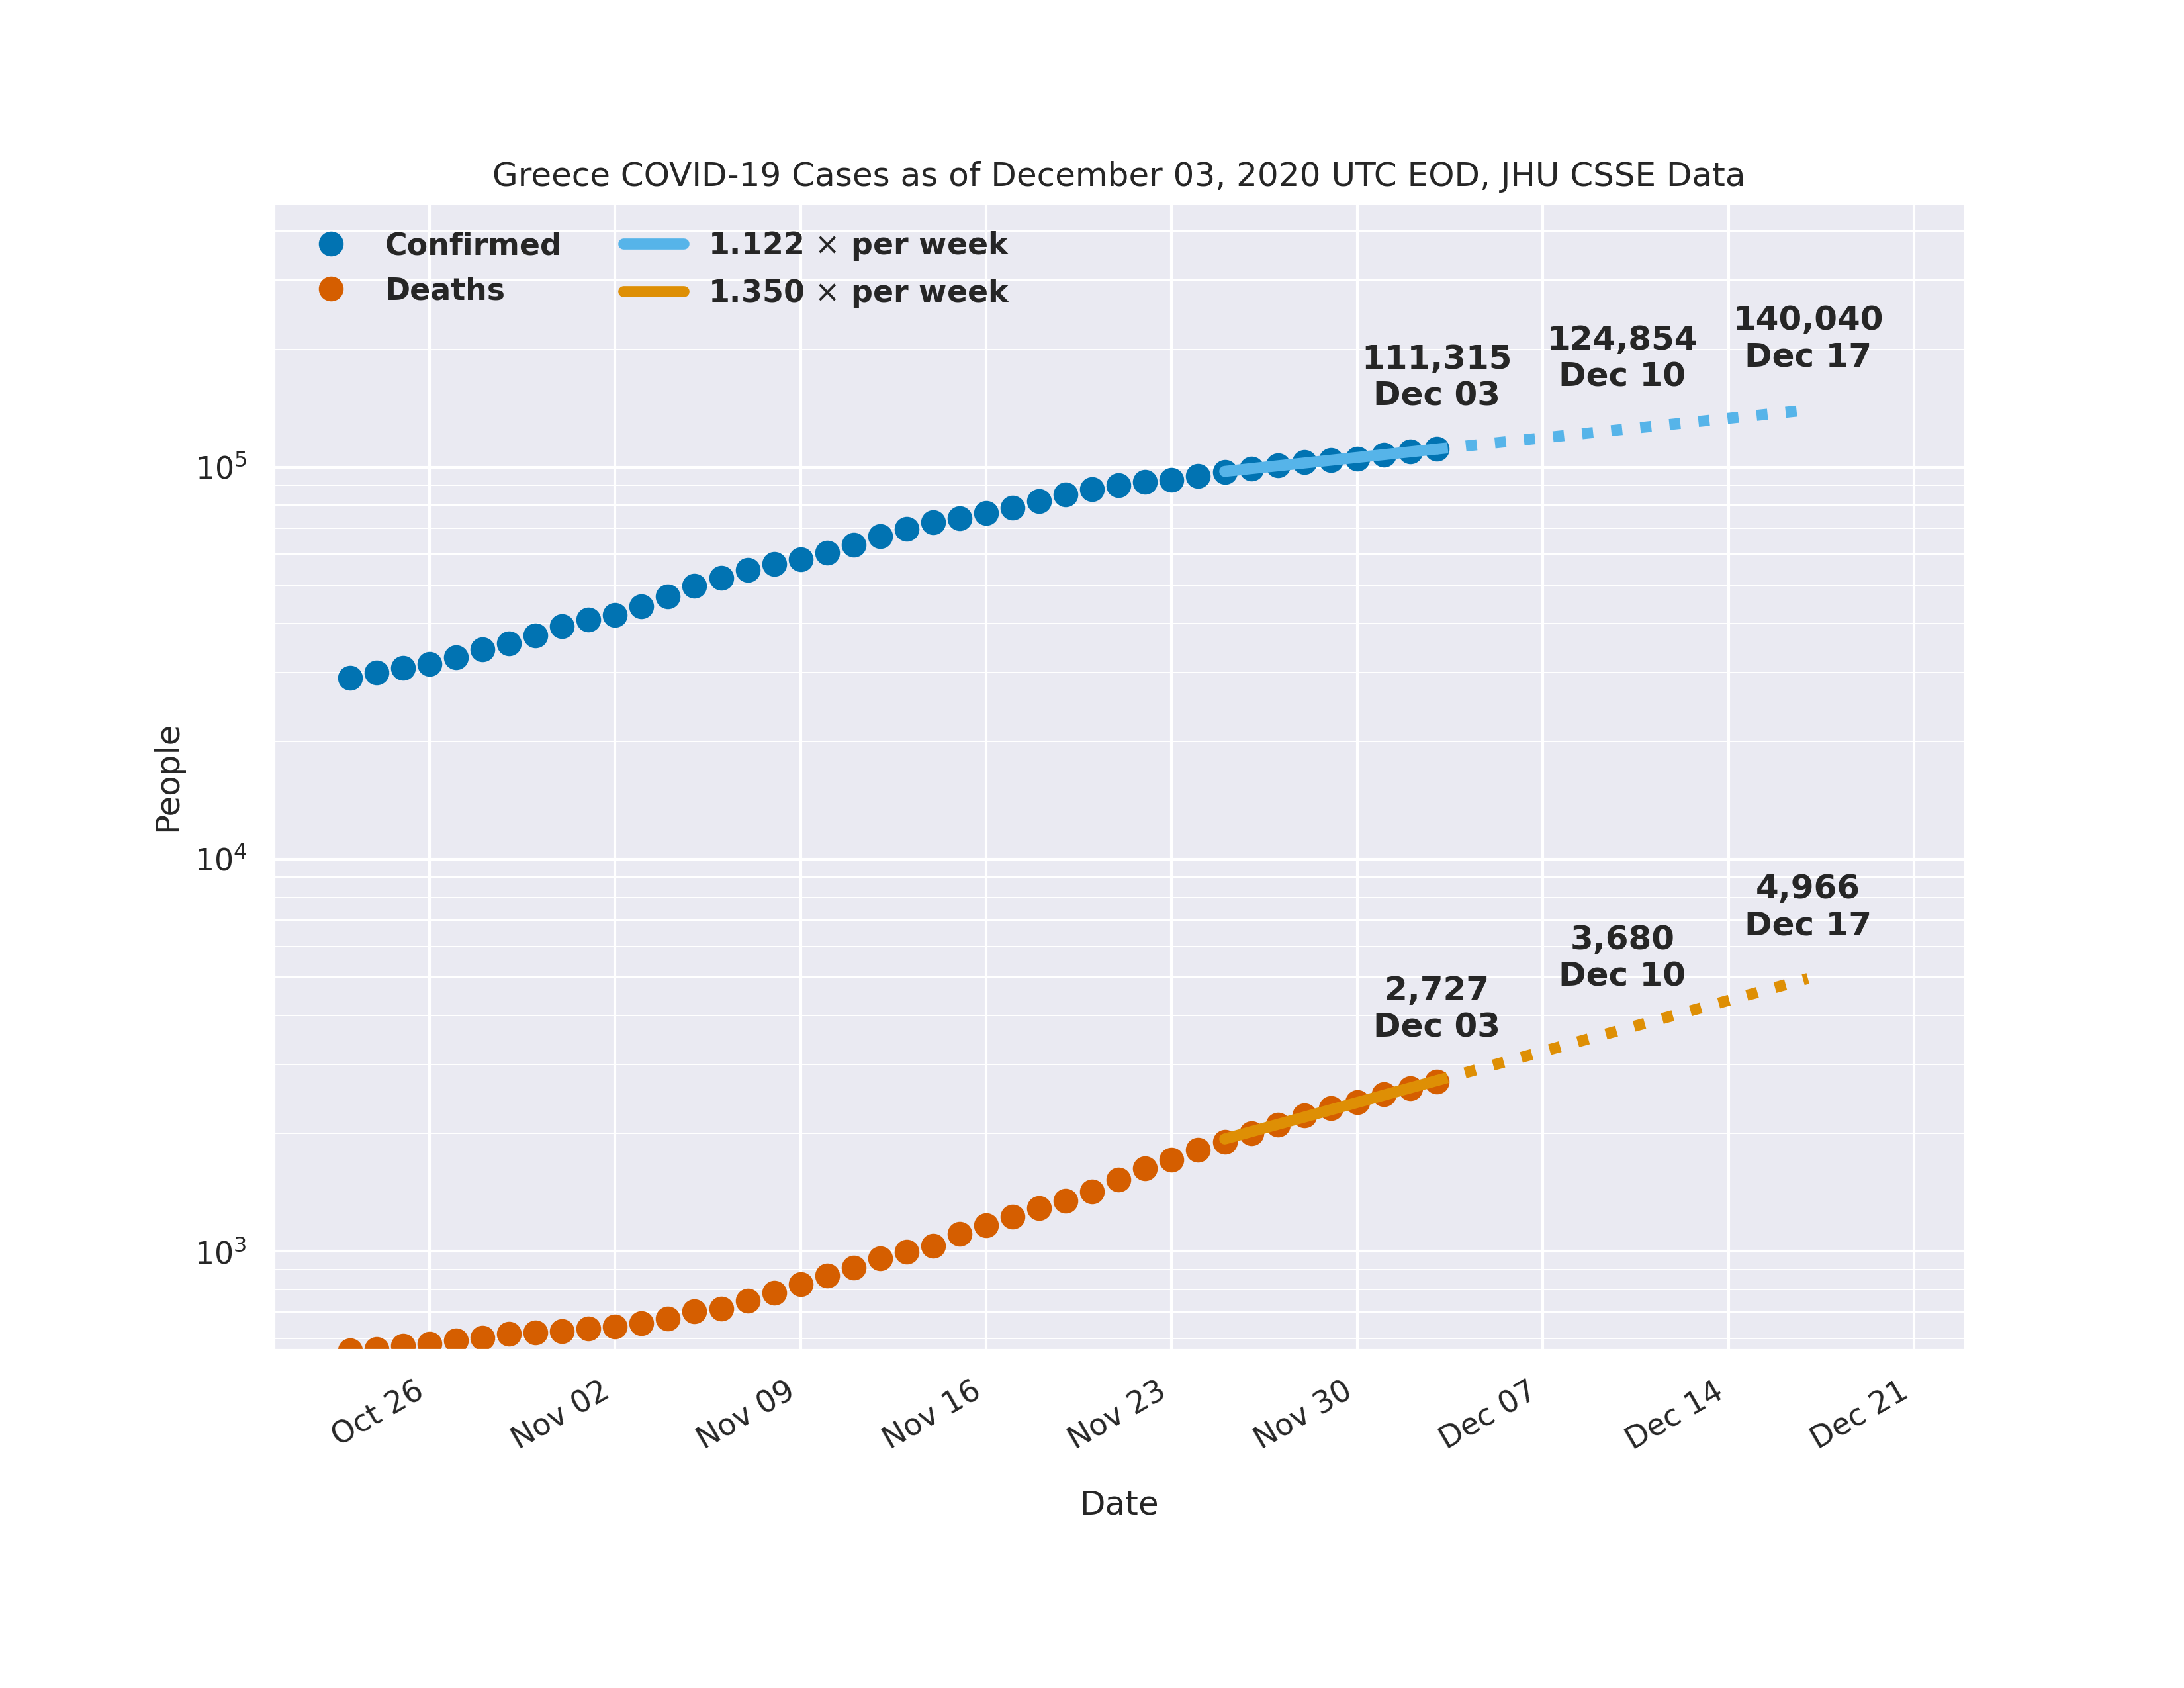 Greece COVID-19 Cases as of December 03, 2020 UTC EOD, JHU CSSE Data
Confirmed
Deaths
1.122 × per week
1.350 × per week
111,315
Dec 03
124,854
Dec 10
140,040
Dec 17
4,966
Dec 17
3,680
Dec 10
2,727
Dec 03
People
10⁵
10⁴
10³
Oct 26
Nov 02
Nov 09
Nov 16
Nov 23
Nov 30
Dec 07
Dec 14
Dec 21
Date